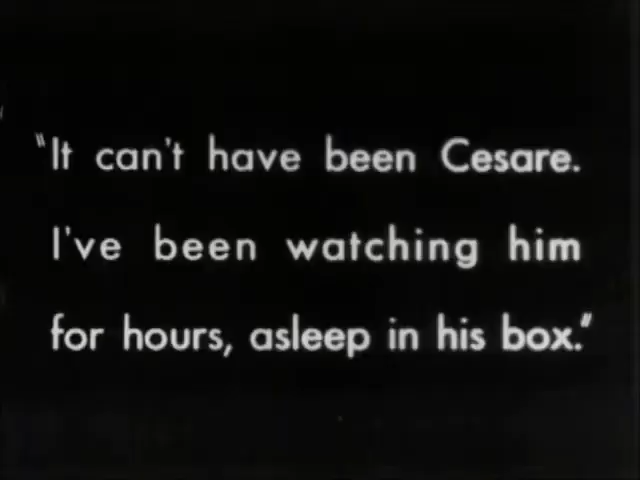 "It can't have been Cesare.
I've been watching him
for hours, asleep in his box."